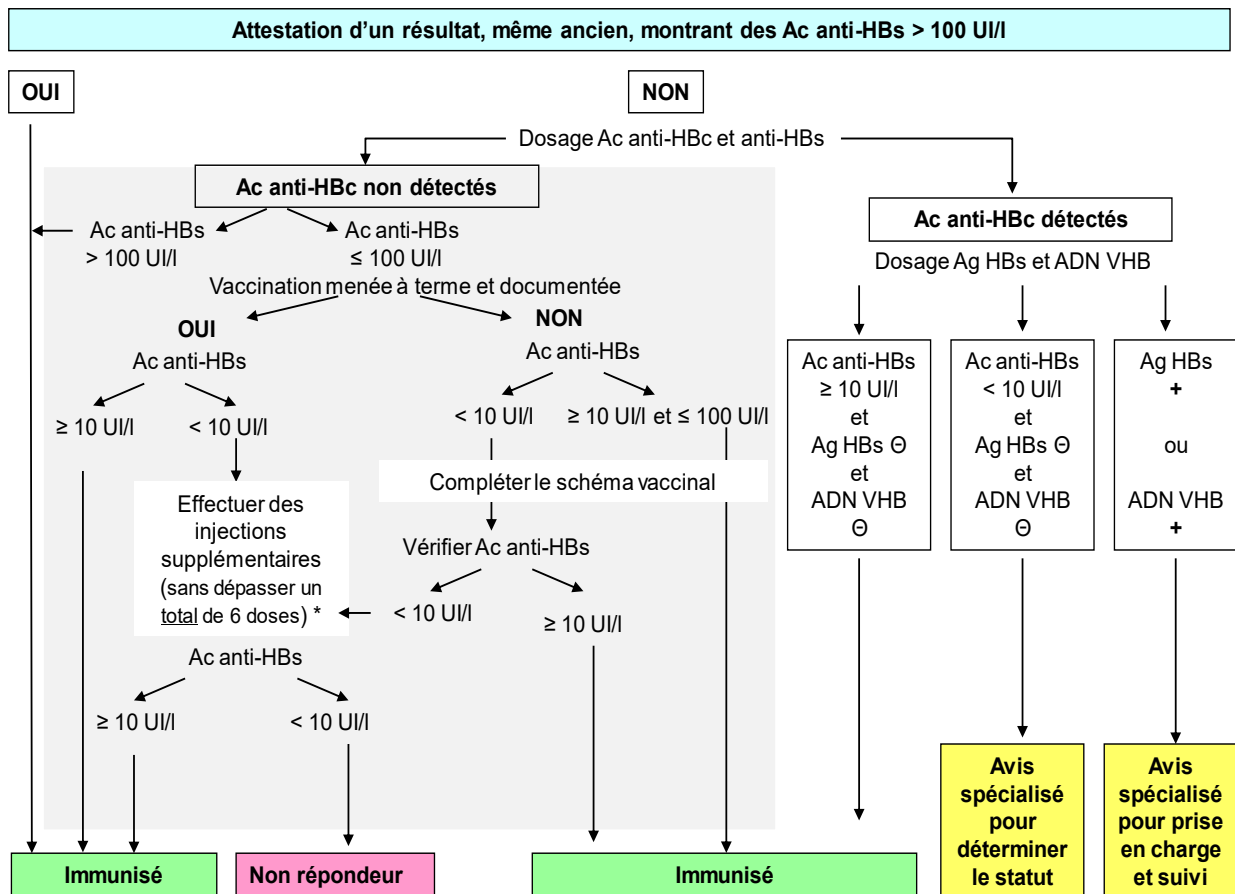 Attestation d'un résultat, même ancien, montrant des Ac anti-HBs > 100 UI/l
OUI
NON
Dosage Ac anti-HBc et anti-HBs
Ac anti-HBc non détectés
Ac anti-HBs
> 100 UI/l
Ac anti-HBs
≤ 100 UI/l
Vaccination menée à terme et documentée
OUI
Ac anti-HBs
≥ 10 UI/l
< 10 UI/l
Effectuer des
injections
supplémentaires
(sans dépasser un
total de 6 doses) *
Ac anti-HBs
≥ 10 UI/l
< 10 UI/l
NON
Ac anti-HBs
< 10 UI/l
≥ 10 UI/l et ≤ 100 UI/l
Compléter le schéma vaccinal
Vérifier Ac anti-HBs
< 10 UI/l
≥ 10 UI/l
Ac anti-HBc détectés
Dosage Ag HBs et ADN VHB
Ac anti-HBs
≥ 10 UI/l
et
Ag HBs Θ
et
ADN VHB
Θ
Ac anti-HBs
< 10 UI/l
et
Ag HBs Θ
et
ADN VHB
Θ
Ag HBs
+
ou
ADN VHB
+
Immunisé
Non répondeur
Immunisé
Avis
spécialisé
pour
déterminer
le statut
Avis
spécialisé
pour prise
en charge
et suivi